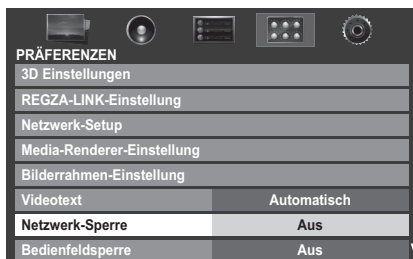 PRÄFERENZEN
3D Einstellungen
REGZA-LINK-Einstellung
Netzwerk-Setup
Media-Renderer-Einstellung
Bilderrahmen-Einstellung
Videotext Automatisch
Netzwerk-Sperre Aus
Bedienfeldsperre Aus